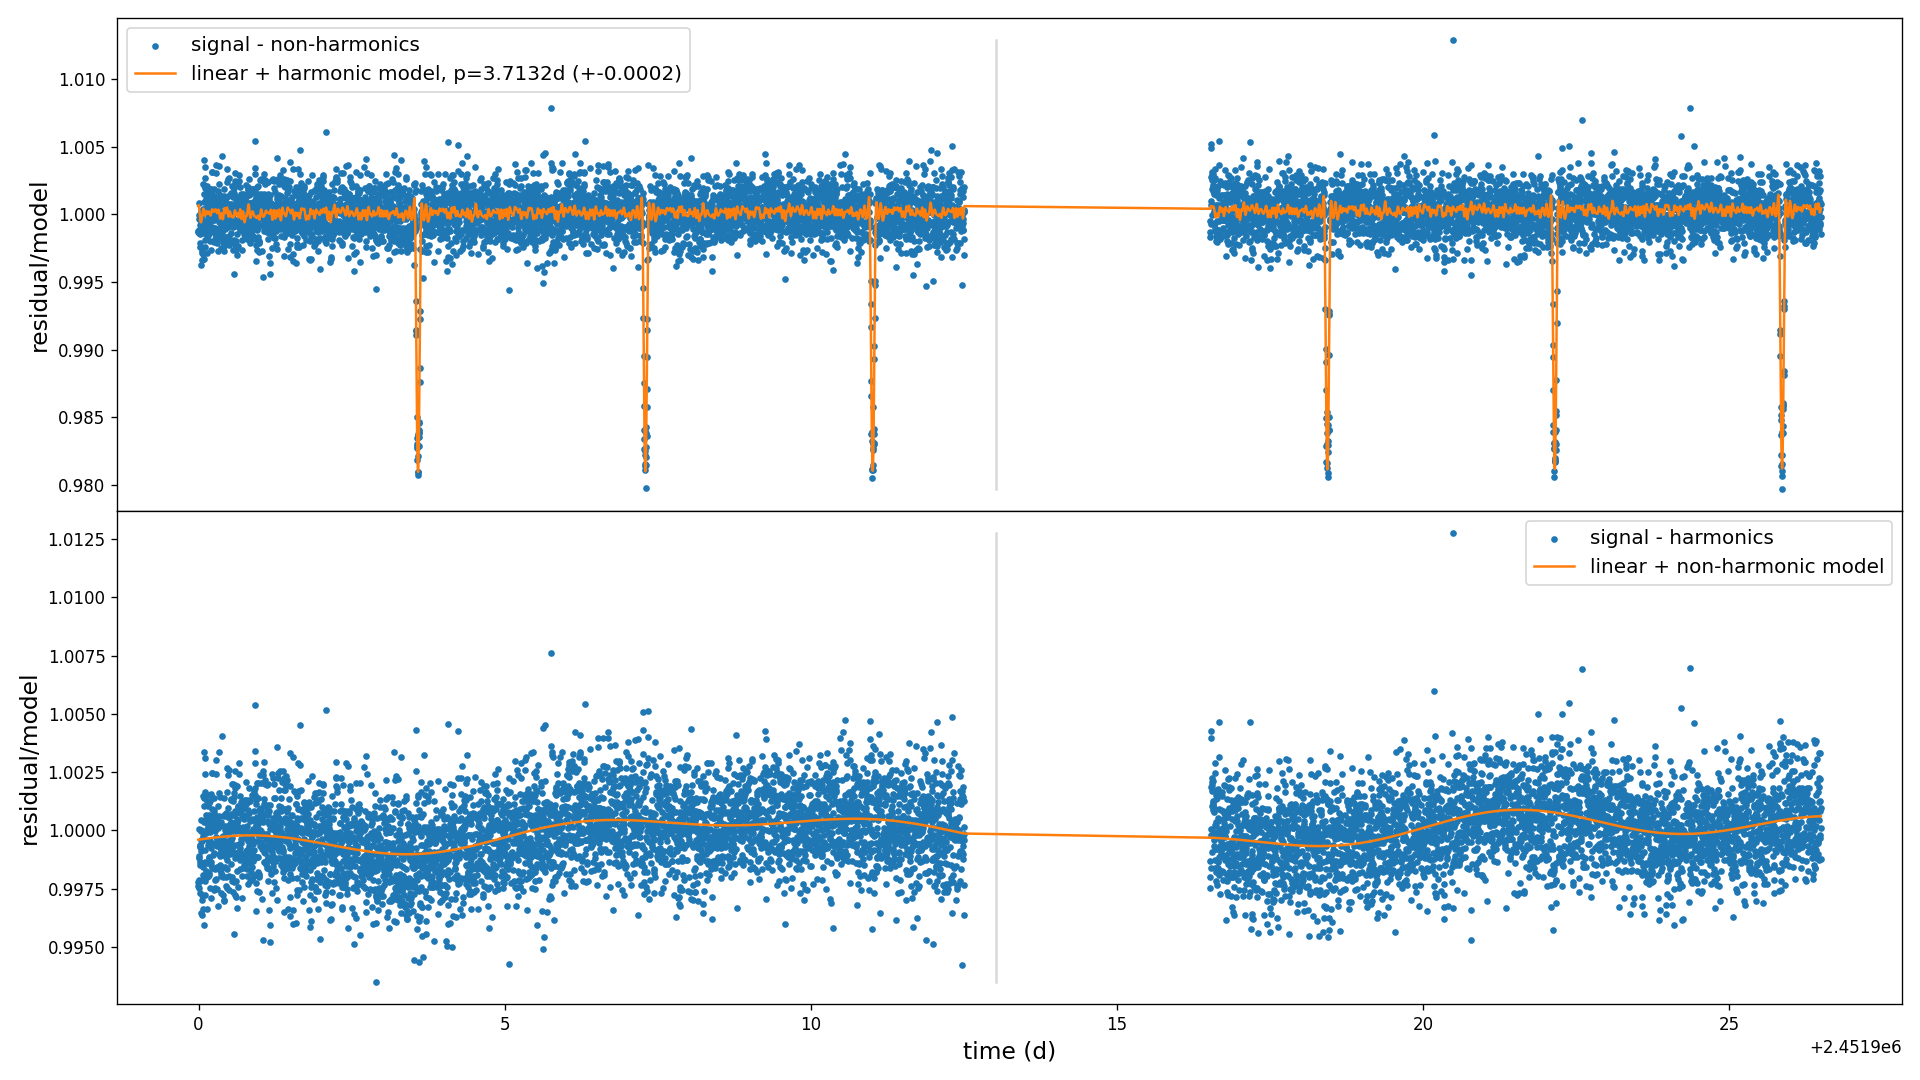 signal - non-harmonics
linear + harmonic model, p=3.7132d (+-0.0002)
residual/model
1.010
1.005
1.000
0.995
0.990
0.985
0.980
signal - harmonics
linear + non-harmonic model
residual/model
1.0125
1.0100
1.0075
1.0050
1.0025
1.0000
0.9975
0.9950
0
5
10
15
20
25
time (d)
+2.4519e6